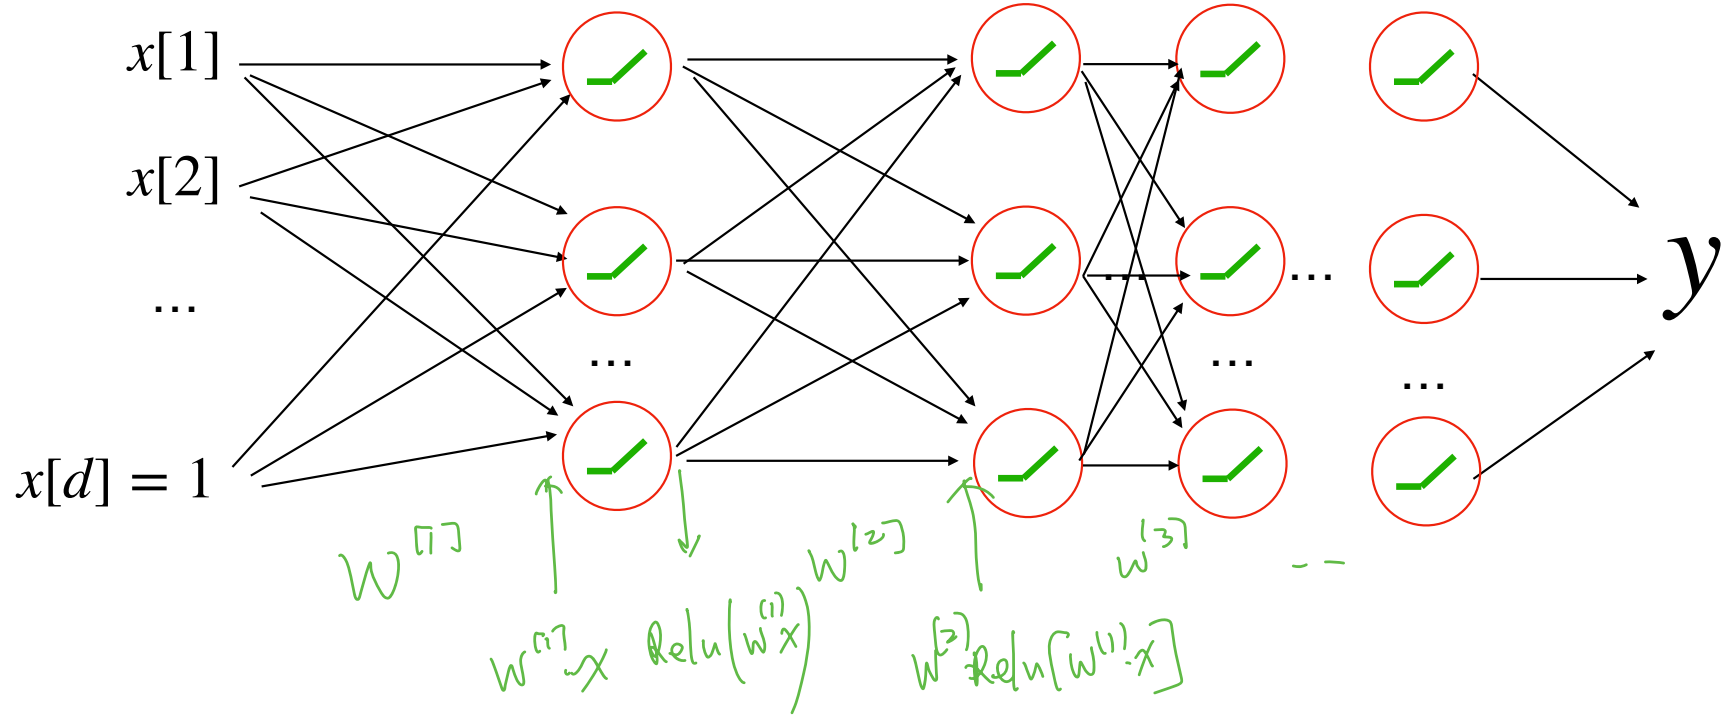 x[1]
x[2]
...
x[d] = 1
...
...
...
...
...
y
W^[1]
W^[2]
W^[3]
--
W^[1]·x
Relu(W^(1)x)
W^[2]·Relu[W^(1)·x]